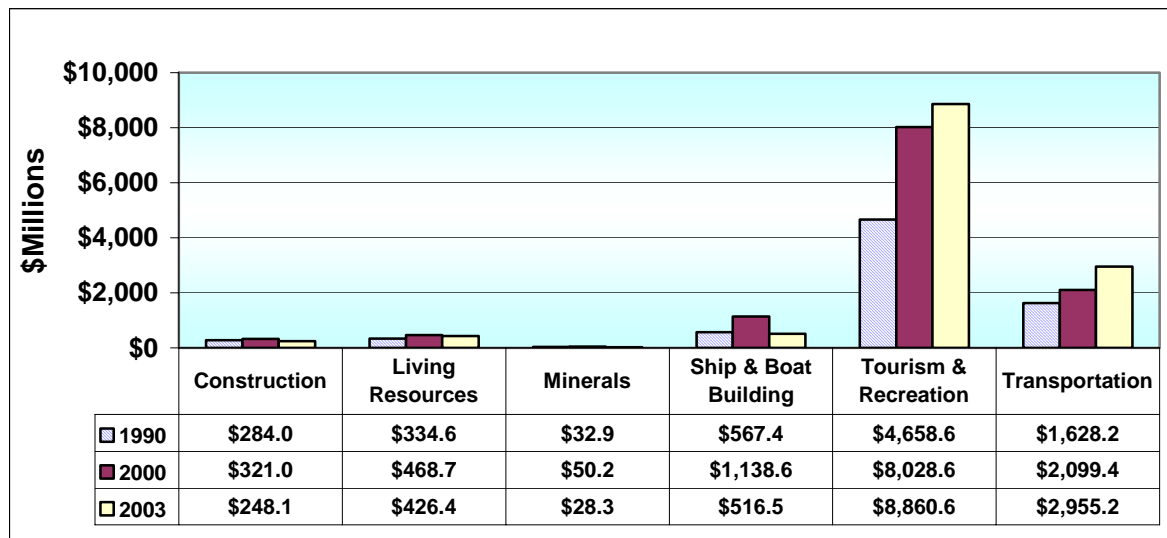 $10,000
$8,000
$6,000
$4,000
$2,000
$0
$Millions
Construction
Living
Resources
Minerals
Ship & Boat
Building
Tourism &
Recreation
Transportation
1990 $284.0 $334.6 $32.9 $567.4 $4,658.6 $1,628.2
2000 $321.0 $468.7 $50.2 $1,138.6 $8,028.6 $2,099.4
2003 $248.1 $426.4 $28.3 $516.5 $8,860.6 $2,955.2